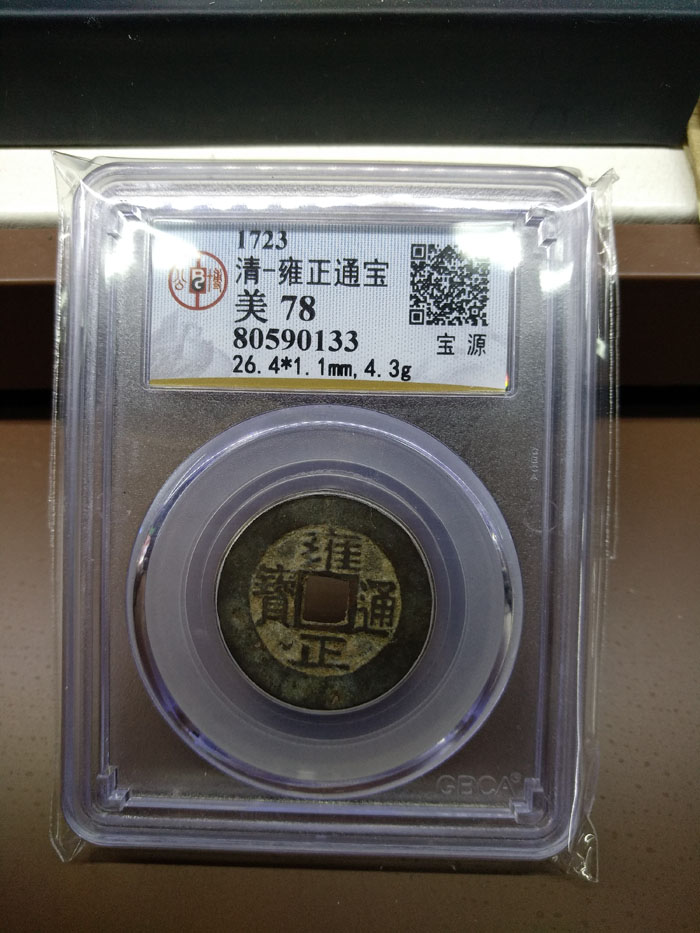 1723
清-雍正通宝
美 78
80590133
26.4*1.1mm,4.3g
宝源
雍
寶 通
正
GBCA®